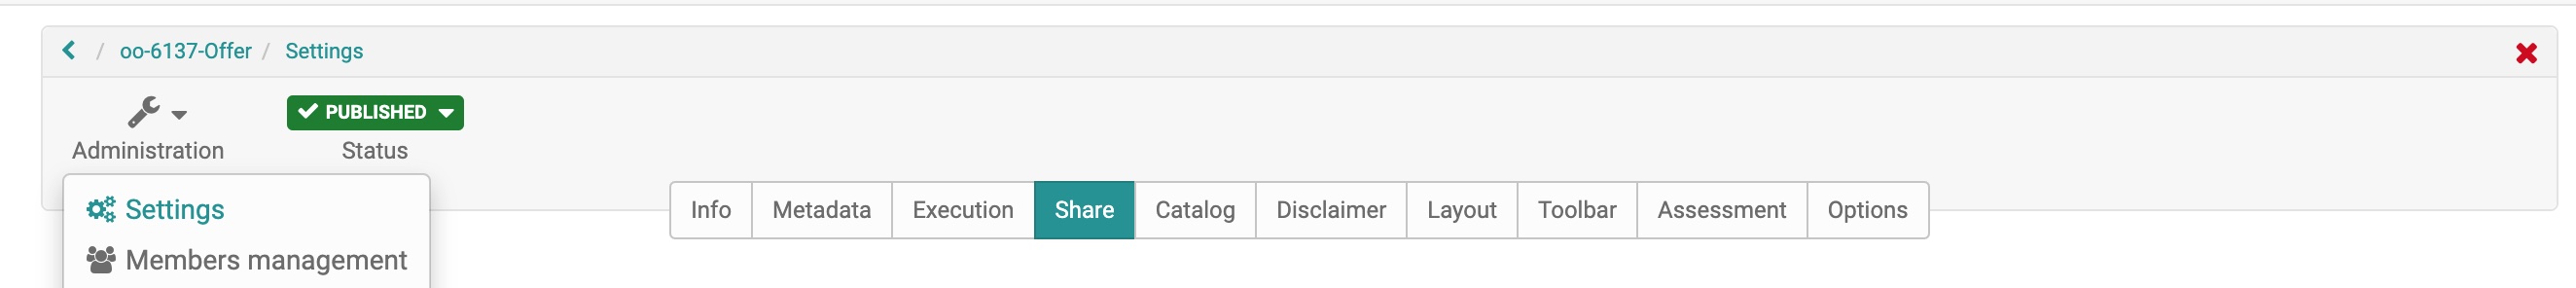 / oo-6137-Offer / Settings
PUBLISHED
Administration Status
Settings
Members management
Info Metadata Execution Share Catalog Disclaimer Layout Toolbar Assessment Options